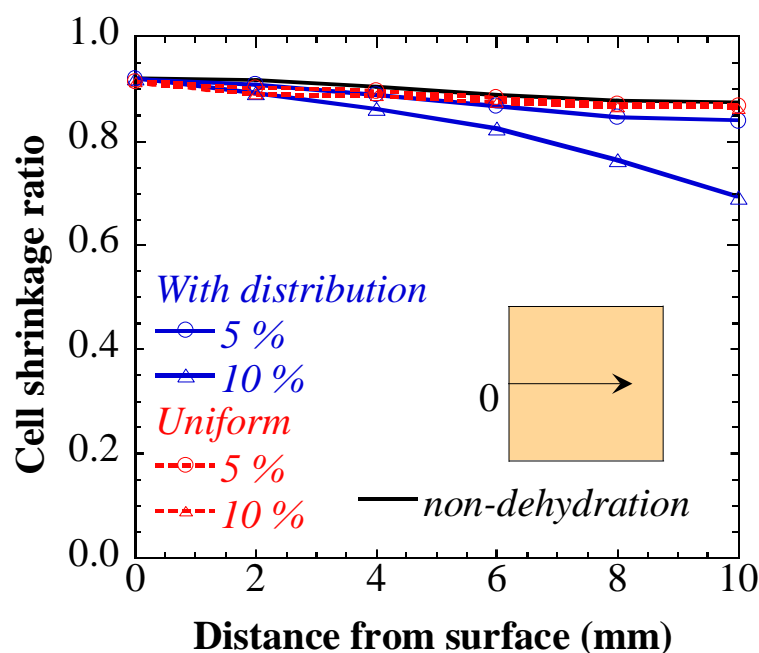 1.0
0.8
0.6
0.4
0.2
0.0
Cell shrinkage ratio
With distribution
5 %
10 %
Uniform
5 %
10 %
0
non-dehydration
0 2 4 6 8 10
Distance from surface (mm)